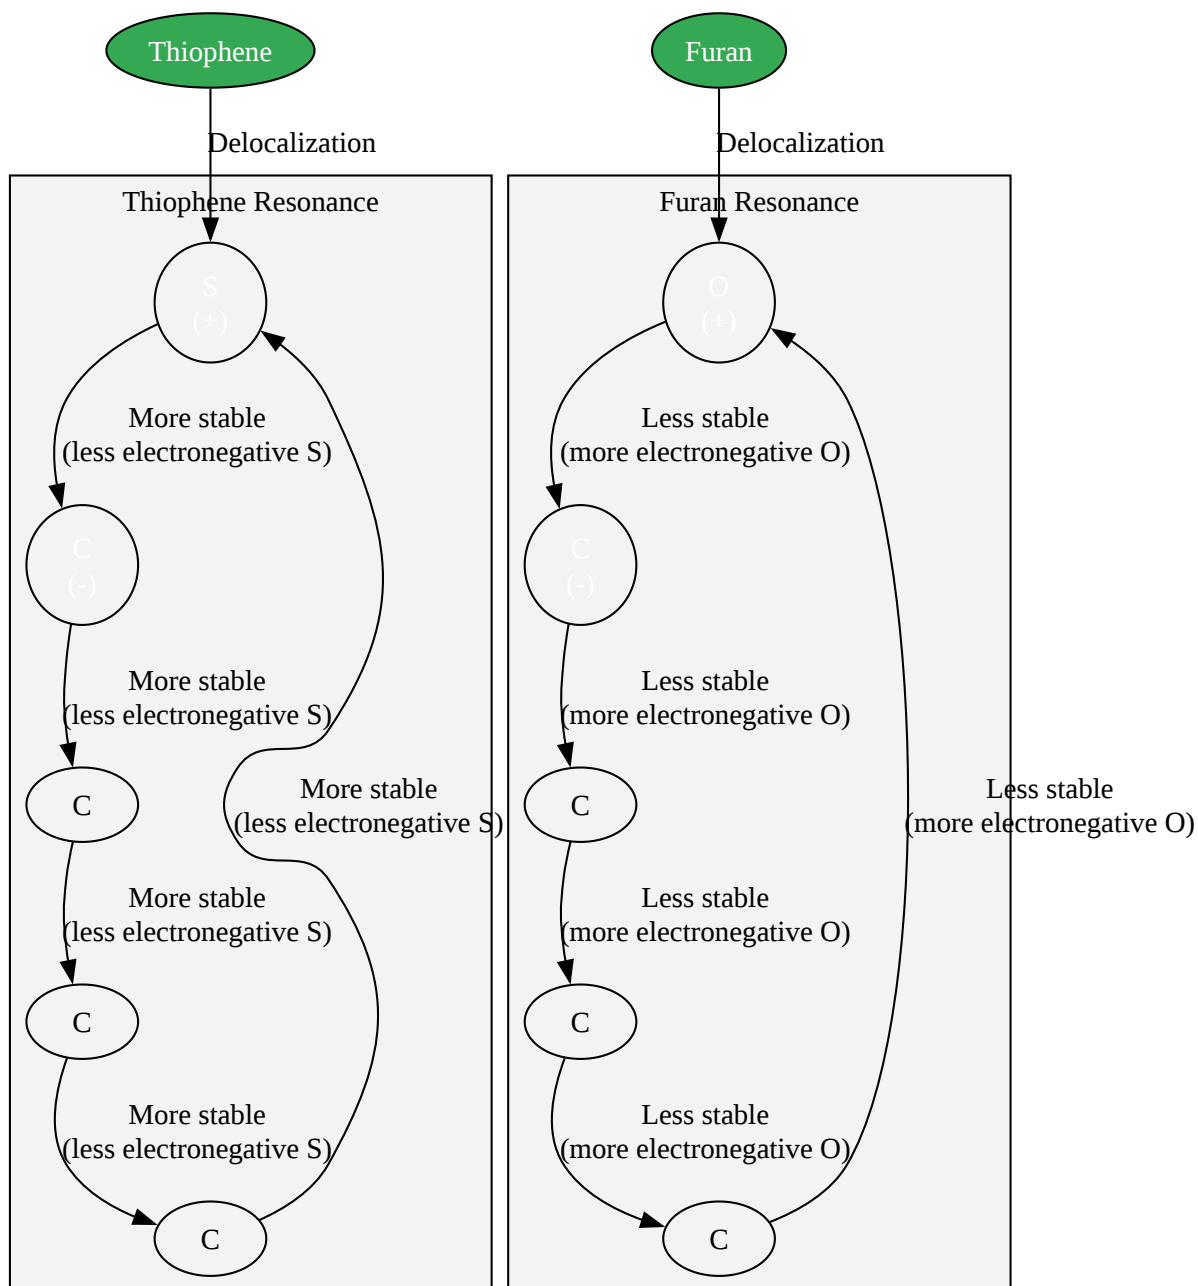 Thiophene
Furan
Delocalization
Delocalization
Thiophene Resonance
Furan Resonance
S
(+)
O
(+)
More stable
(less electronegative S)
Less stable
(more electronegative O)
C
(-)
C
(-)
More stable
(less electronegative S)
Less stable
(more electronegative O)
More stable
(less electronegative S)
Less stable
(more electronegative O)
C
C
More stable
(less electronegative S)
Less stable
(more electronegative O)
C
C
More stable
(less electronegative S)
Less stable
(more electronegative O)
C
C